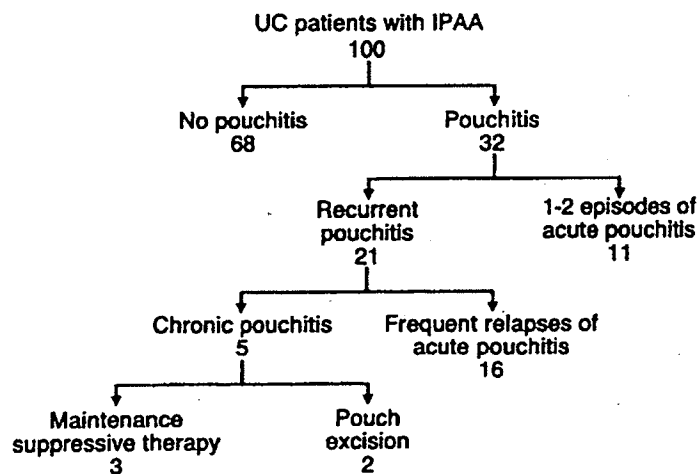 UC patients with IPAA
100
No pouchitis
68
Pouchitis
32
Recurrent
pouchitis
21
1-2 episodes of
acute pouchitis
11
Chronic pouchitis
5
Frequent relapses of
acute pouchitis
16
Maintenance
suppressive therapy
3
Pouch
excision
2